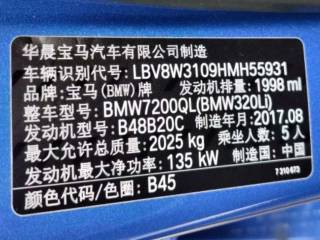 华晨宝马汽车有限公司制造
车辆识别代号: LBV8W3109HMH55931
品牌: 宝马(BMW)牌 发动机排量: 1998 ml
整车型号: BMW7200QL(BMW320Li)
发动机型号: B48B20C 制造年月: 2017.08
最大允许总质量: 2025 kg 乘坐人数: 5 人
发动机最大净功率: 135 kW 制造国: 中国
颜色代码/色圈: B45
7 310 673